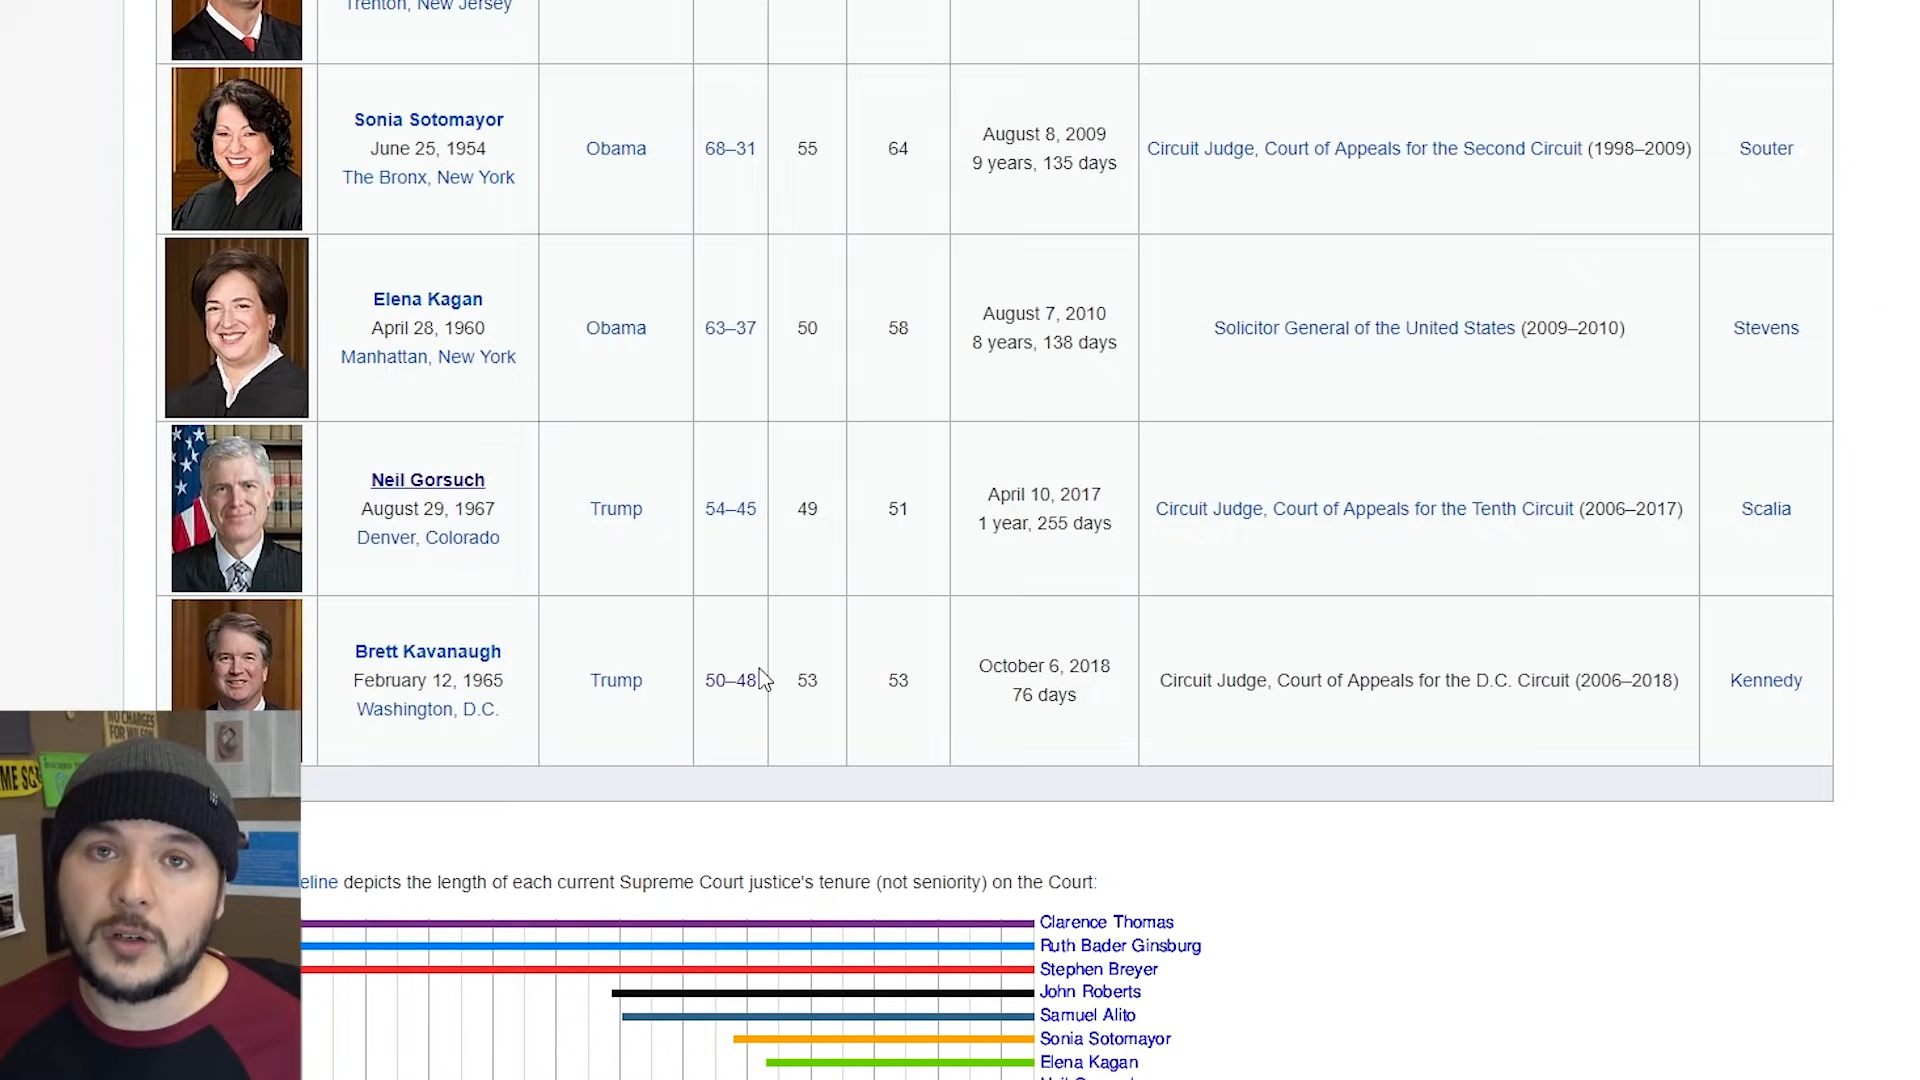 Trenton, New Jersey
Sonia Sotomayor
June 25, 1954
The Bronx, New York
Obama
68–31
55
64
August 8, 2009
9 years, 135 days
Circuit Judge, Court of Appeals for the Second Circuit (1998–2009)
Souter
Elena Kagan
April 28, 1960
Manhattan, New York
Obama
63–37
50
58
August 7, 2010
8 years, 138 days
Solicitor General of the United States (2009–2010)
Stevens
Neil Gorsuch
August 29, 1967
Denver, Colorado
Trump
54–45
49
51
April 10, 2017
1 year, 255 days
Circuit Judge, Court of Appeals for the Tenth Circuit (2006–2017)
Scalia
Brett Kavanaugh
February 12, 1965
Washington, D.C.
Trump
50–48
53
53
October 6, 2018
76 days
Circuit Judge, Court of Appeals for the D.C. Circuit (2006–2018)
Kennedy
NO CHARGES
FOR WILSON
ME SC
eline depicts the length of each current Supreme Court justice's tenure (not seniority) on the Court:
Clarence Thomas
Ruth Bader Ginsburg
Stephen Breyer
John Roberts
Samuel Alito
Sonia Sotomayor
Elena Kagan